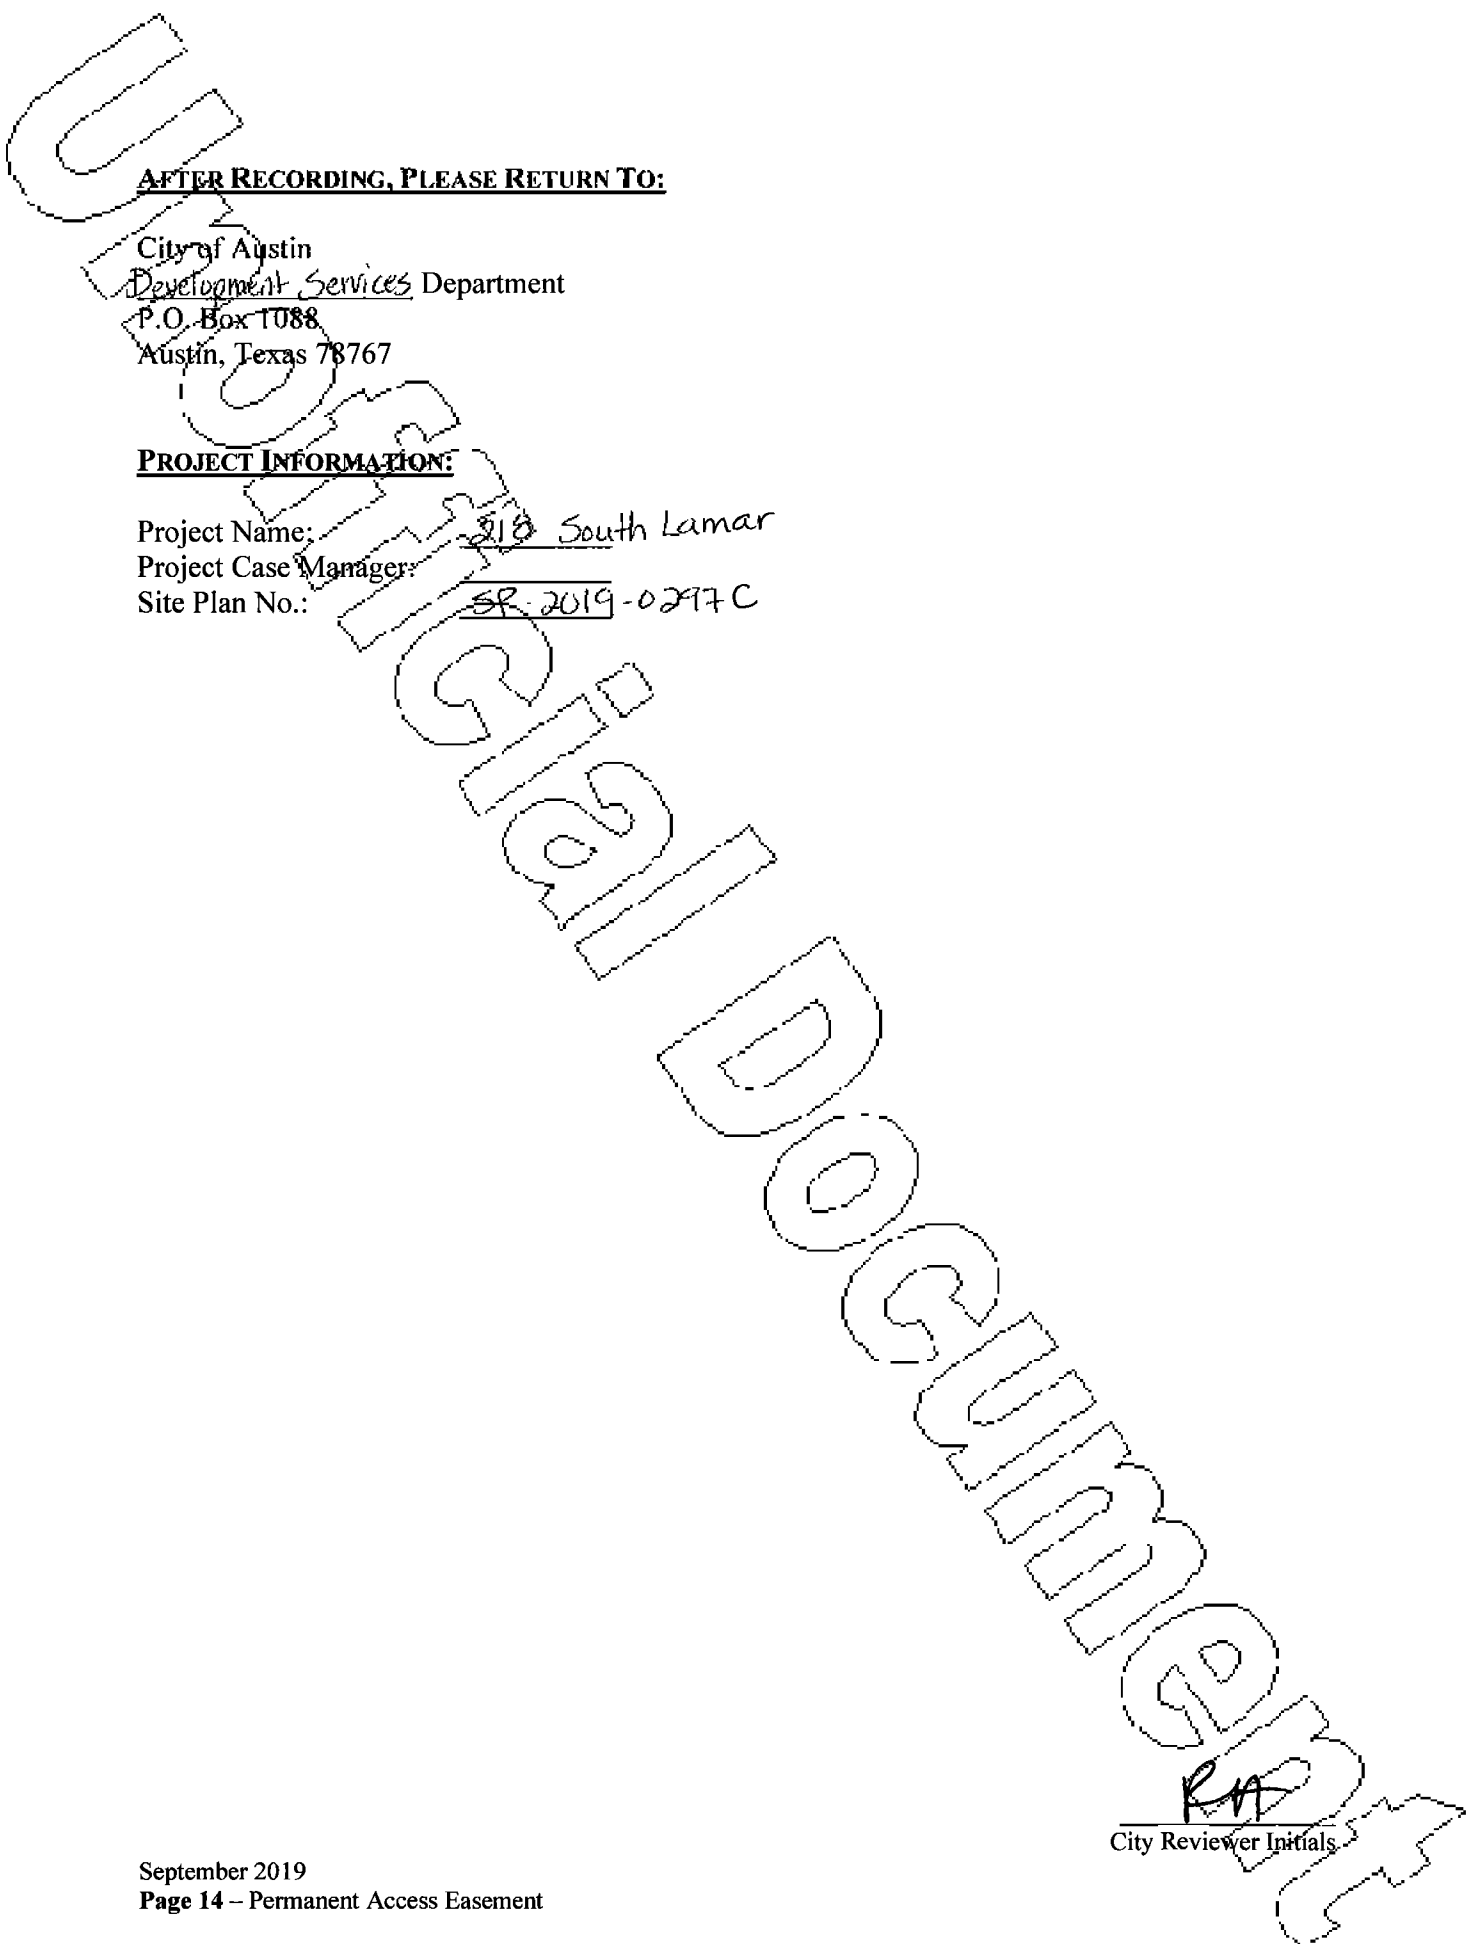 AFTER RECORDING, PLEASE RETURN TO:
City of Austin
Development Services Department
P.O. Box 1088
Austin, Texas 78767
PROJECT INFORMATION:
Project Name: 218 South Lamar
Project Case Manager:
Site Plan No.: SP-2019-0297C
Unofficial Document
RA
City Reviewer Initials
September 2019
Page 14 – Permanent Access Easement